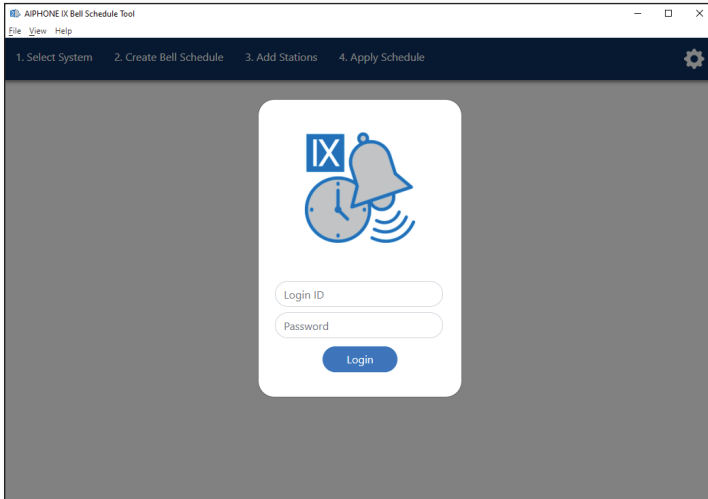 AIPHONE IX Bell Schedule Tool
File View Help
1. Select System 2. Create Bell Schedule 3. Add Stations 4. Apply Schedule
IX
Login ID
Password
Login